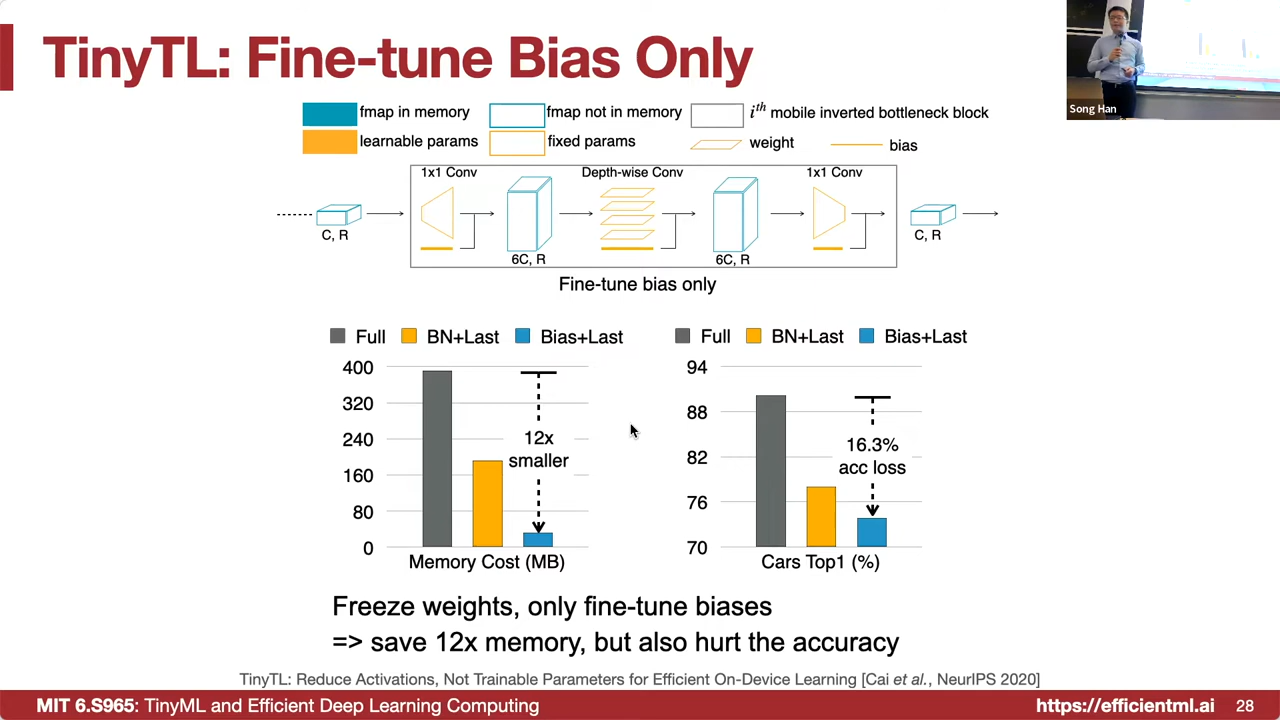 TinyTL: Fine-tune Bias Only
Song Han
fmap in memory
fmap not in memory
iᵗʰ mobile inverted bottleneck block
learnable params
fixed params
weight
bias
1x1 Conv
Depth-wise Conv
1x1 Conv
C, R
6C, R
6C, R
C, R
Fine-tune bias only
Full BN+Last Bias+Last
400
320
240
160
80
0
12x
smaller
Memory Cost (MB)
Full BN+Last Bias+Last
94
88
82
76
70
16.3%
acc loss
Cars Top1 (%)
Freeze weights, only fine-tune biases
=> save 12x memory, but also hurt the accuracy
TinyTL: Reduce Activations, Not Trainable Parameters for Efficient On-Device Learning [Cai et al., NeurIPS 2020]
MIT 6.S965: TinyML and Efficient Deep Learning Computing
https://efficientml.ai
28